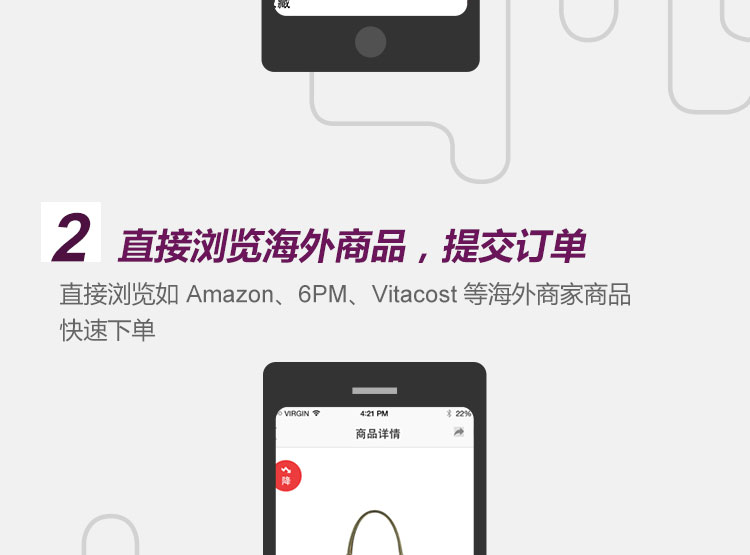 藏
2 直接浏览海外商品，提交订单
直接浏览如 Amazon、6PM、Vitacost 等海外商家商品
快速下单
VIRGIN 4:21 PM 22%
商品详情
降